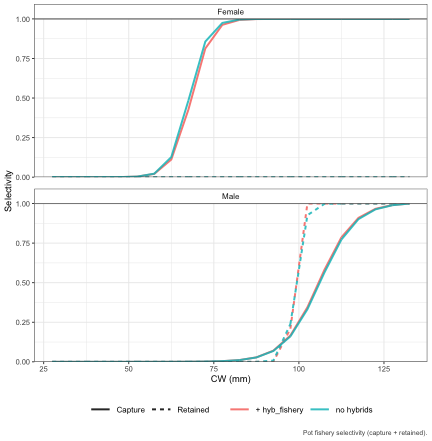 Female
1.00
0.75
0.50
0.25
0.00
Selectivity
Male
1.00
0.75
0.50
0.25
0.00
25 50 75 100 125
CW (mm)
Capture Retained + hyb_fishery no hybrids
Pot fishery selectivity (capture + retained).